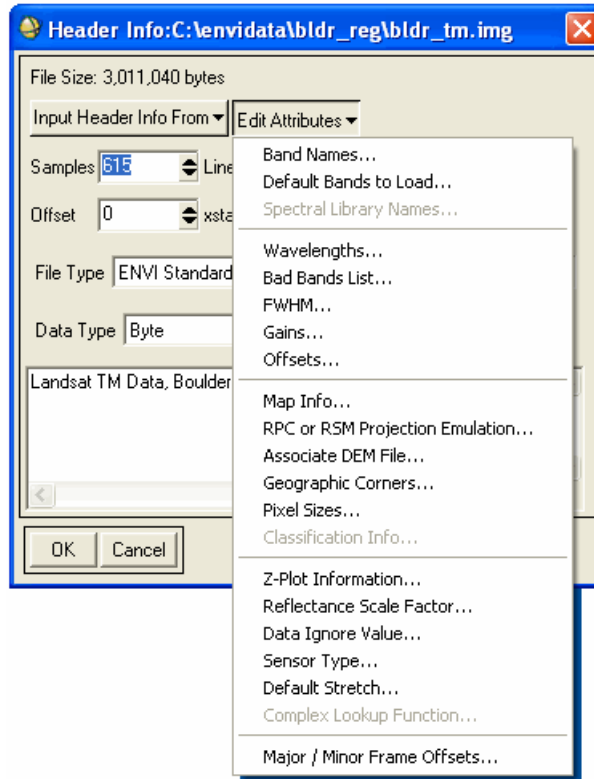 Header Info:C:\envidata\bldr_reg\bldr_tm.img
File Size: 3,011,040 bytes
Input Header Info From
Edit Attributes
Samples 615
Line
Offset 0
xsta
File Type ENVI Standard
Data Type Byte
Landsat TM Data, Boulder
OK
Cancel
Band Names...
Default Bands to Load...
Spectral Library Names...
Wavelengths...
Bad Bands List...
FWHM...
Gains...
Offsets...
Map Info...
RPC or RSM Projection Emulation...
Associate DEM File...
Geographic Corners...
Pixel Sizes...
Classification Info...
Z-Plot Information...
Reflectance Scale Factor...
Data Ignore Value...
Sensor Type...
Default Stretch...
Complex Lookup Function...
Major / Minor Frame Offsets...